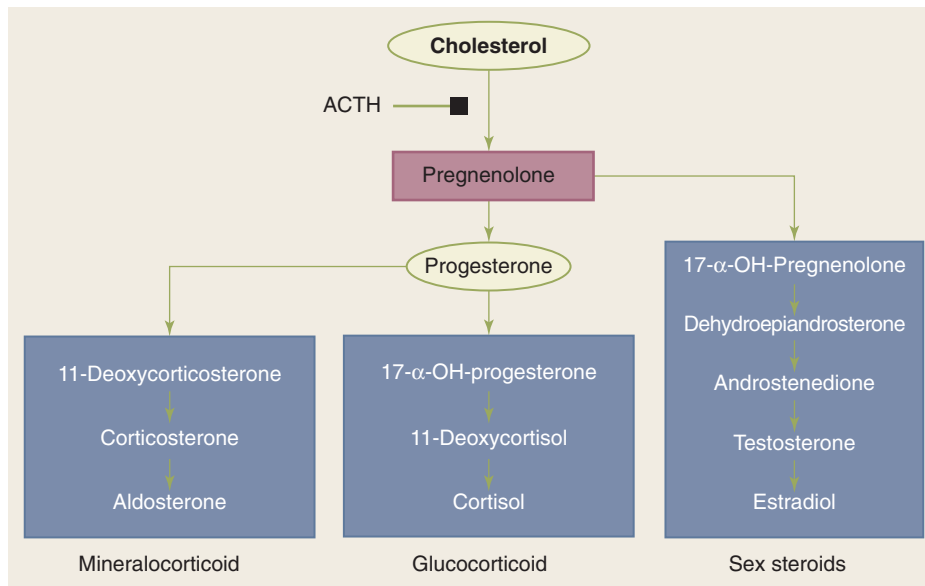 Cholesterol
ACTH
Pregnenolone
Progesterone
11-Deoxycorticosterone
Corticosterone
Aldosterone
Mineralocorticoid
17-α-OH-progesterone
11-Deoxycortisol
Cortisol
Glucocorticoid
17-α-OH-Pregnenolone
Dehydroepiandrosterone
Androstenedione
Testosterone
Estradiol
Sex steroids